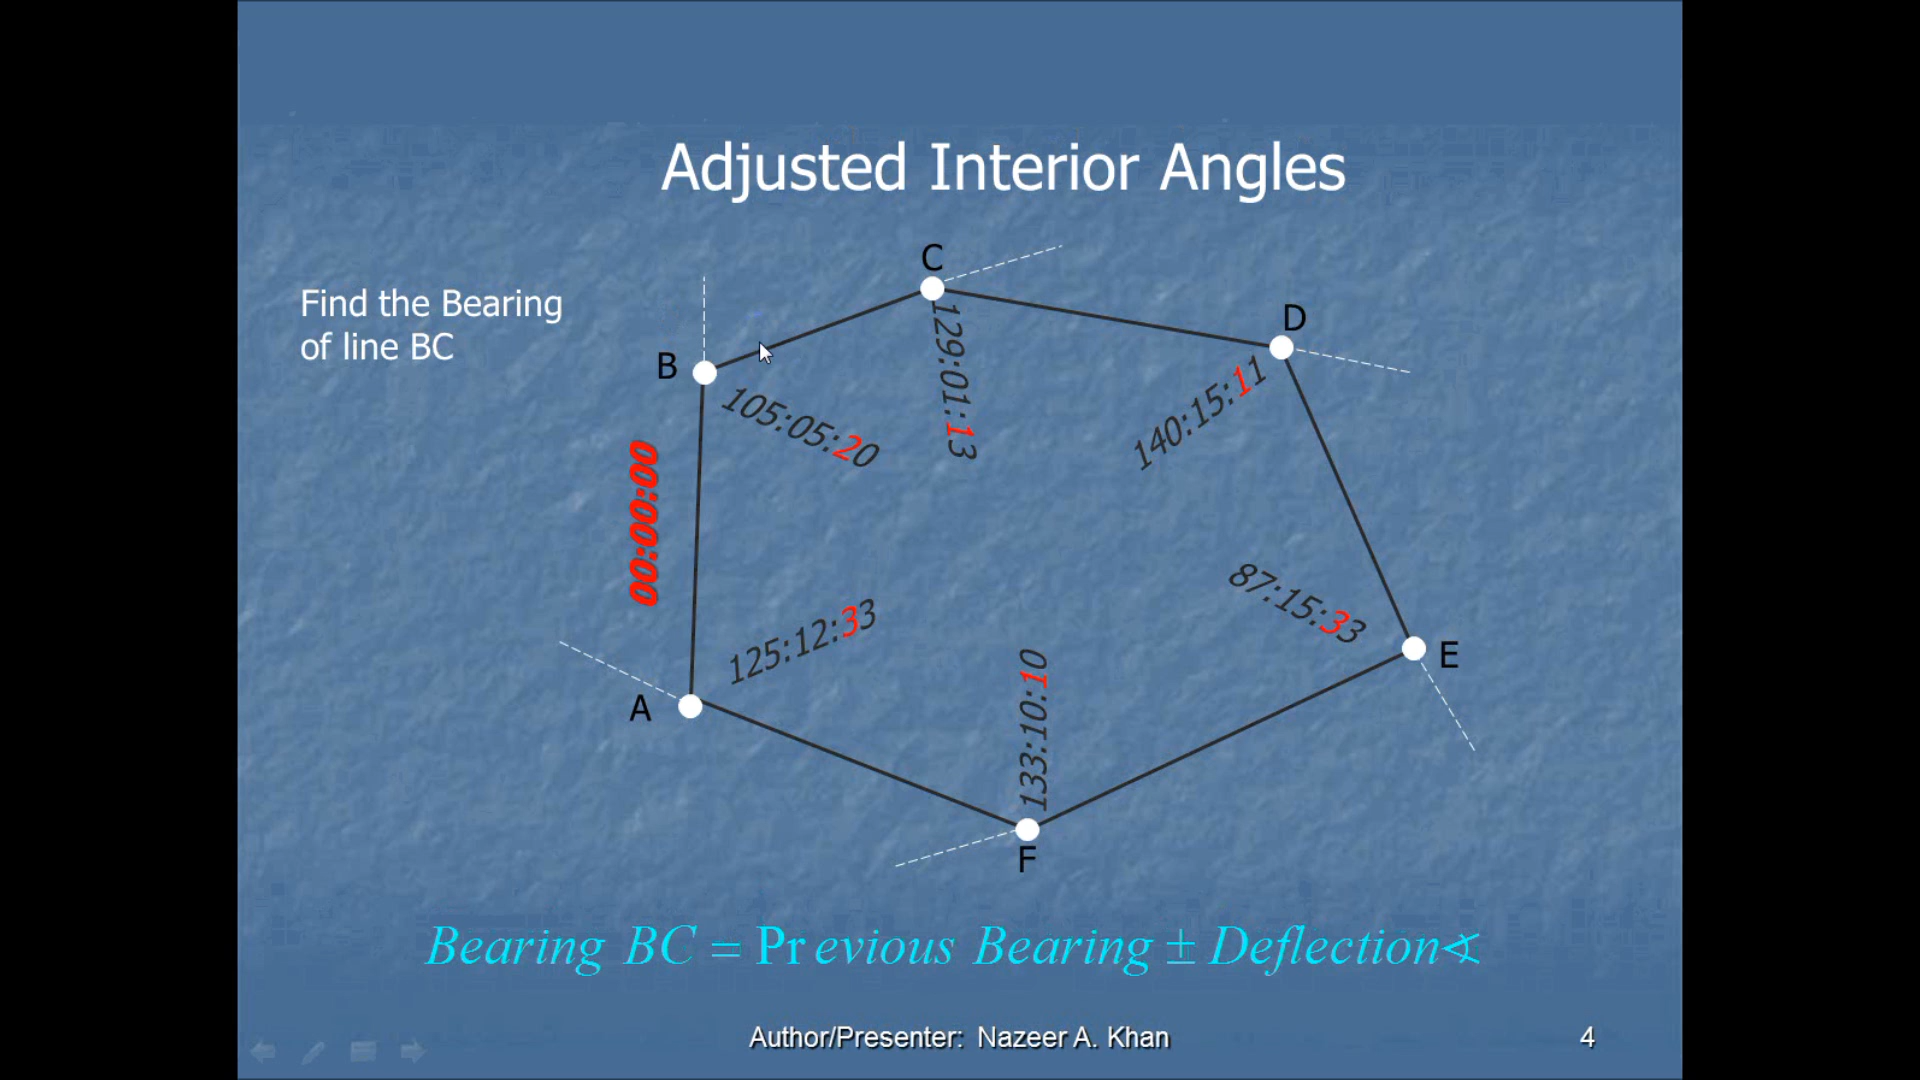 Adjusted Interior Angles
Find the Bearing
of line BC
C
D
B
129:01:13
140:15:11
105:05:20
00:00:00
125:12:33
87:15:33
133:10:10
E
A
F
Bearing BC = Previous Bearing ± Deflection∢
Author/Presenter: Nazeer A. Khan
4